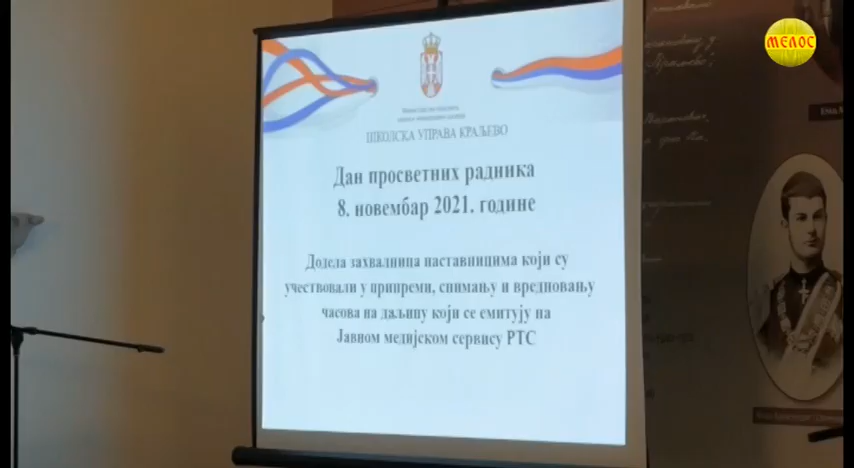 МЕЛОС
ШКОЛСКА УПРАВА КРАЉЕВО
Дан просветних радника
8. новембар 2021. године
Додела захвалница наставницима који су
учествовали у припреми, снимању и вредновању
часова на даљину који се емитују на
Јавном медијском сервису РТС